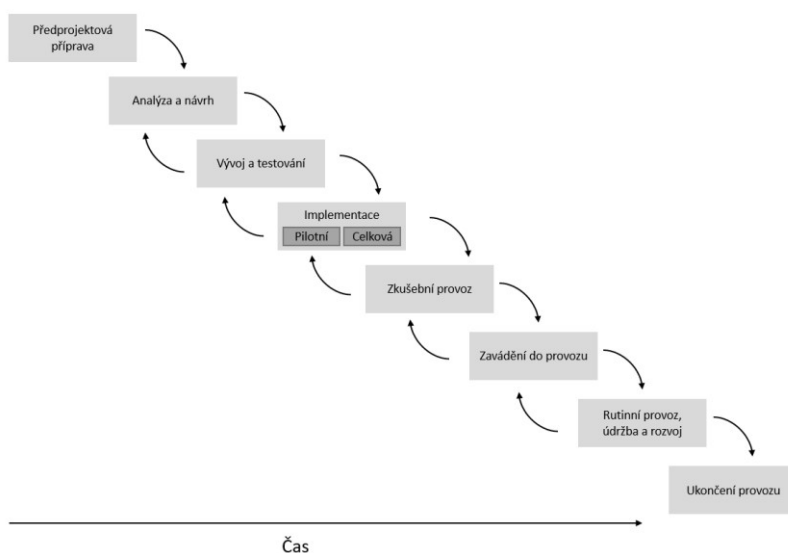 Předprojektová
příprava
Analýza a návrh
Vývoj a testování
Implementace
Pilotní
Celková
Zkušební provoz
Zavádění do provozu
Rutinní provoz,
údržba a rozvoj
Ukončení provozu
Čas